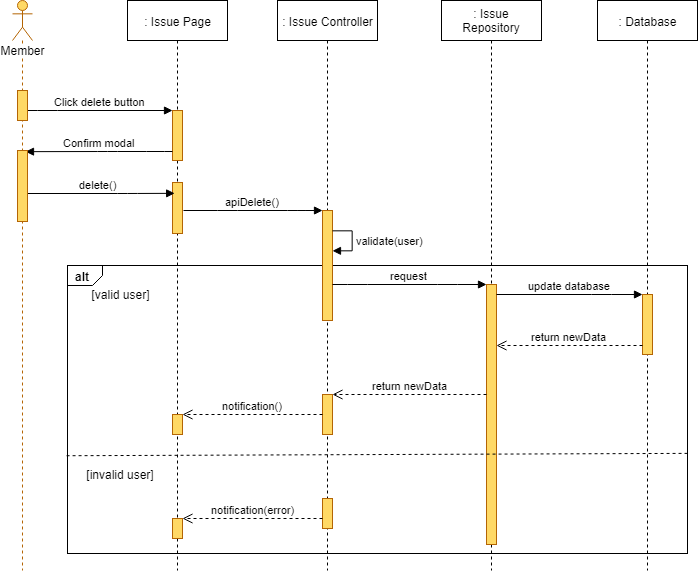 Member
: Issue Page
: Issue Controller
: Issue
Repository
: Database
Click delete button
Confirm modal
delete()
apiDelete()
validate(user)
alt
[valid user]
request
update database
return newData
return newData
notification()
[invalid user]
notification(error)